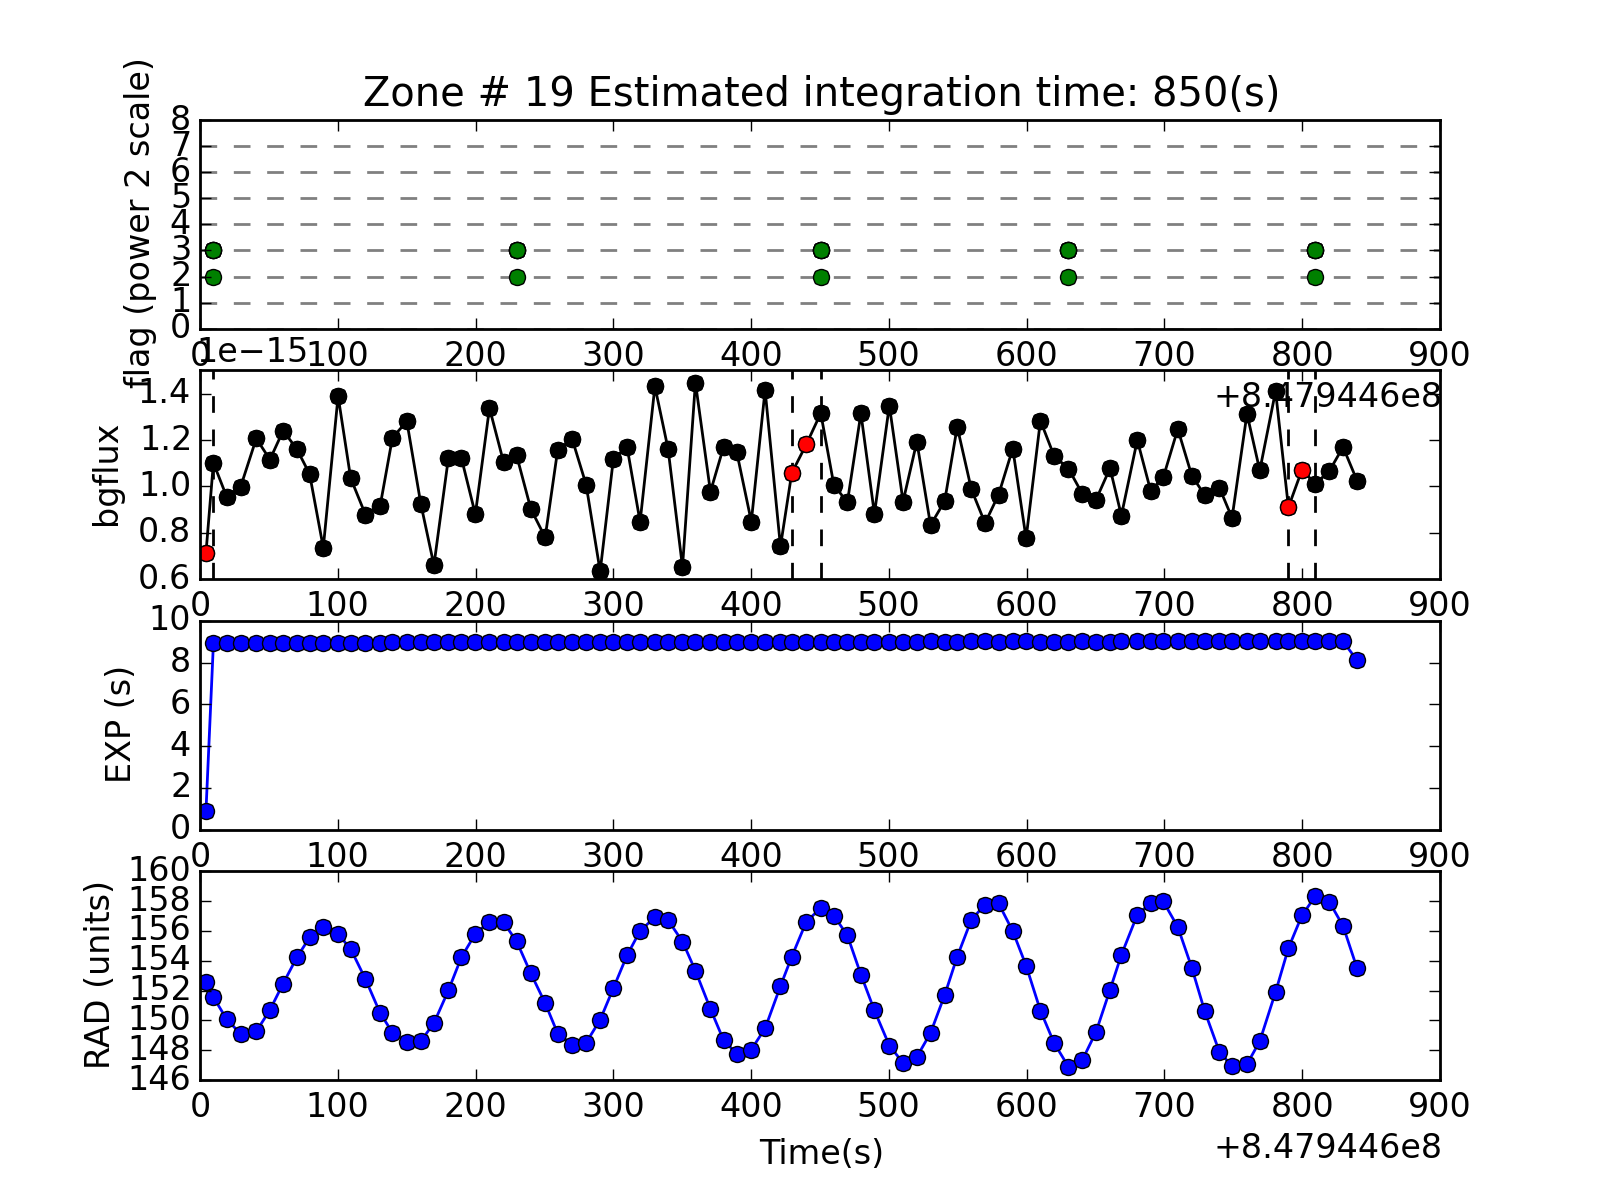 Zone # 19 Estimated integration time: 850(s)
flag (power 2 scale)
8
7
6
5
4
3
2
1
0
0 100 200 300 400 500 600 700 800 900
1e−15
+8.479446e8
bgflux
1.4
1.2
1.0
0.8
0.6
0 100 200 300 400 500 600 700 800 900
EXP (s)
10
8
6
4
2
0
0 100 200 300 400 500 600 700 800 900
RAD (units)
160
158
156
154
152
150
148
146
0 100 200 300 400 500 600 700 800 900
Time(s)
+8.479446e8